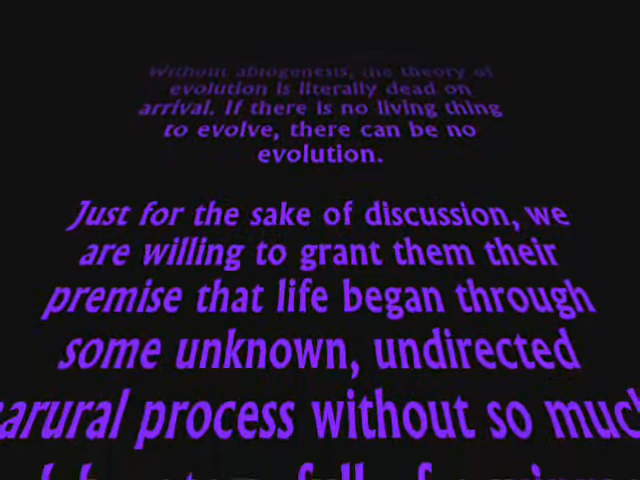 Without abiogenesis, the theory of
evolution is literally dead on
arrival. If there is no living thing
to evolve, there can be no
evolution.
Just for the sake of discussion, we
are willing to grant them their
premise that life began through
some unknown, undirected
narural process without so much